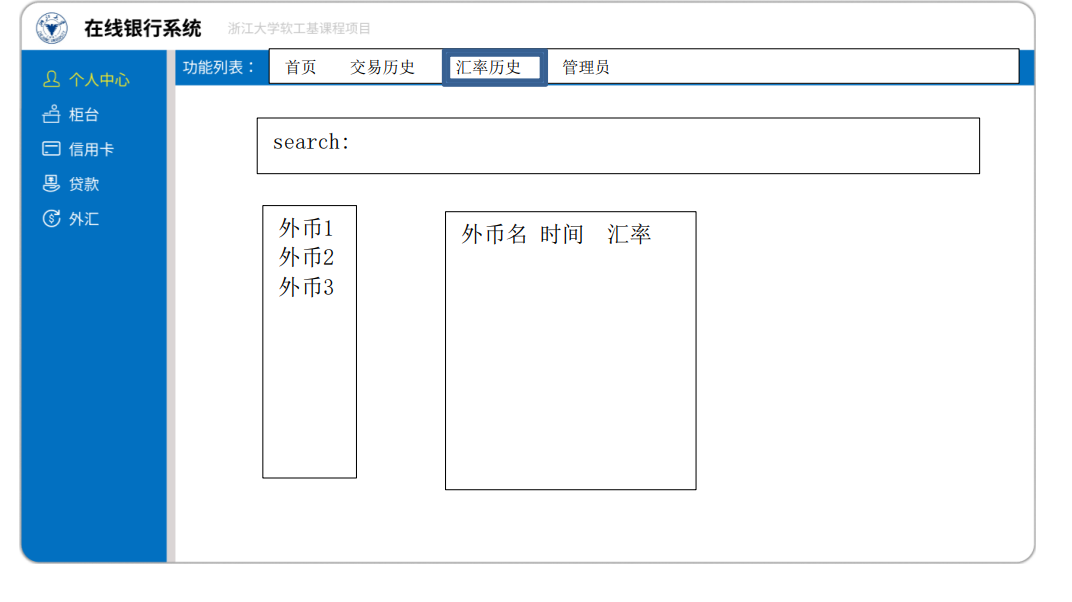 在线银行系统 浙江大学软工基课程项目
功能列表： 首页 交易历史 汇率历史 管理员
个人中心
柜台
信用卡
贷款
外汇
search:
外币1
外币2
外币3
外币名 时间 汇率